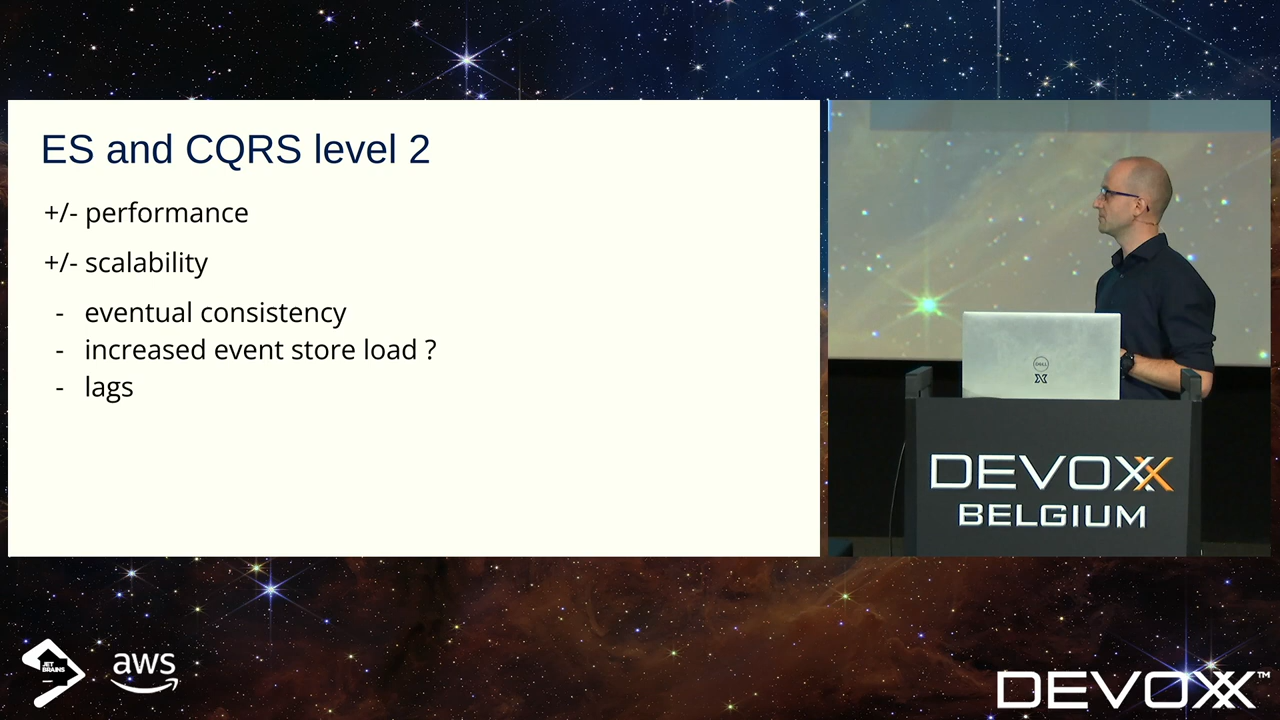 ES and CQRS level 2
+/- performance
+/- scalability
- eventual consistency
- increased event store load ?
- lags
DELL
DEVOXX
BELGIUM
JET
BRAINS
aws
DEVOXX™